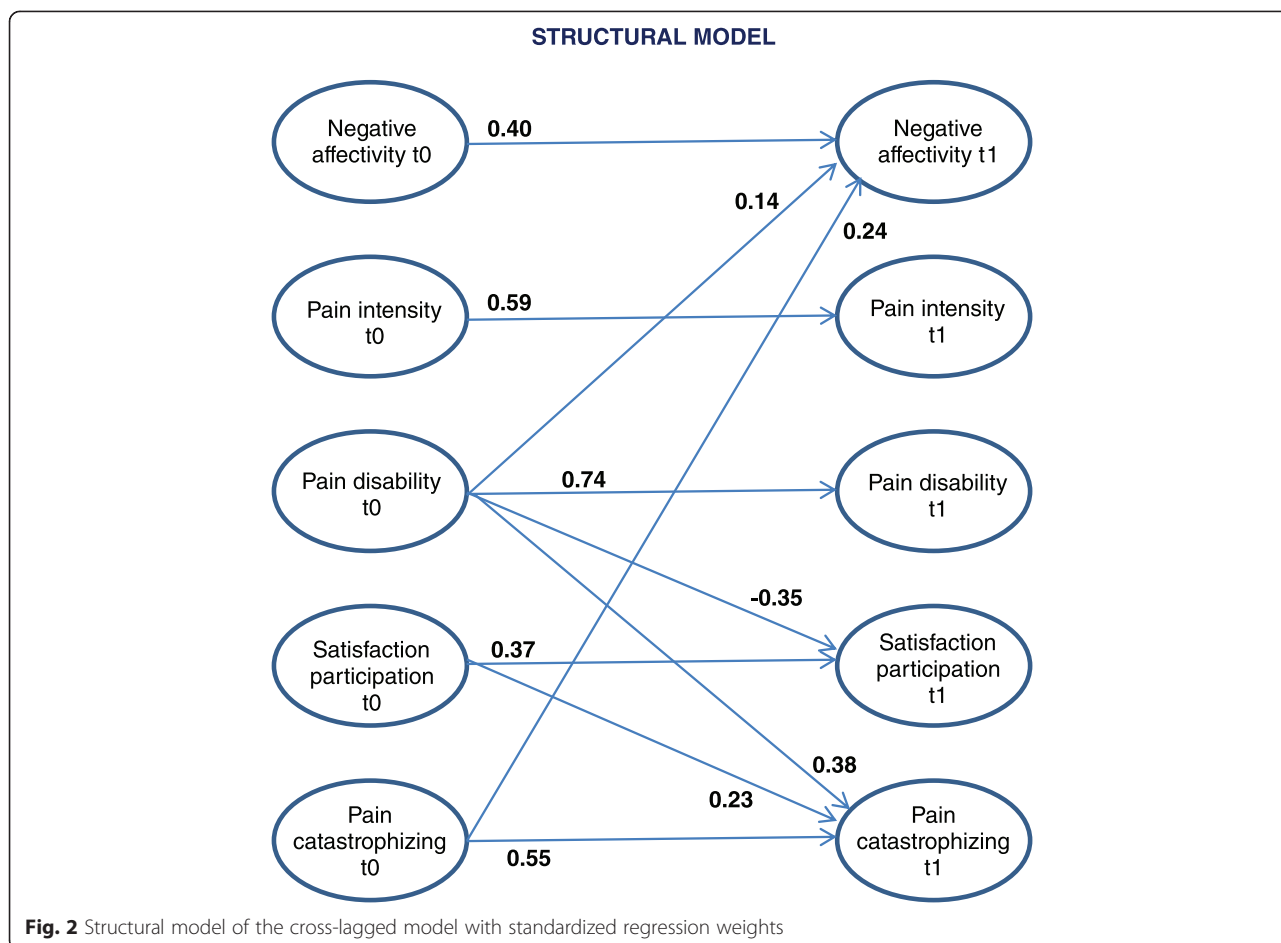 STRUCTURAL MODEL
Negative
affectivity t0
0.40
Negative
affectivity t1
0.14
0.24
Pain intensity
t0
0.59
Pain intensity
t1
Pain disability
t0
0.74
Pain disability
t1
-0.35
Satisfaction
participation
t0
0.37
Satisfaction
participation
t1
0.38
0.23
Pain
catastrophizing
t0
0.55
Pain
catastrophizing
t1
Fig. 2 Structural model of the cross-lagged model with standardized regression weights